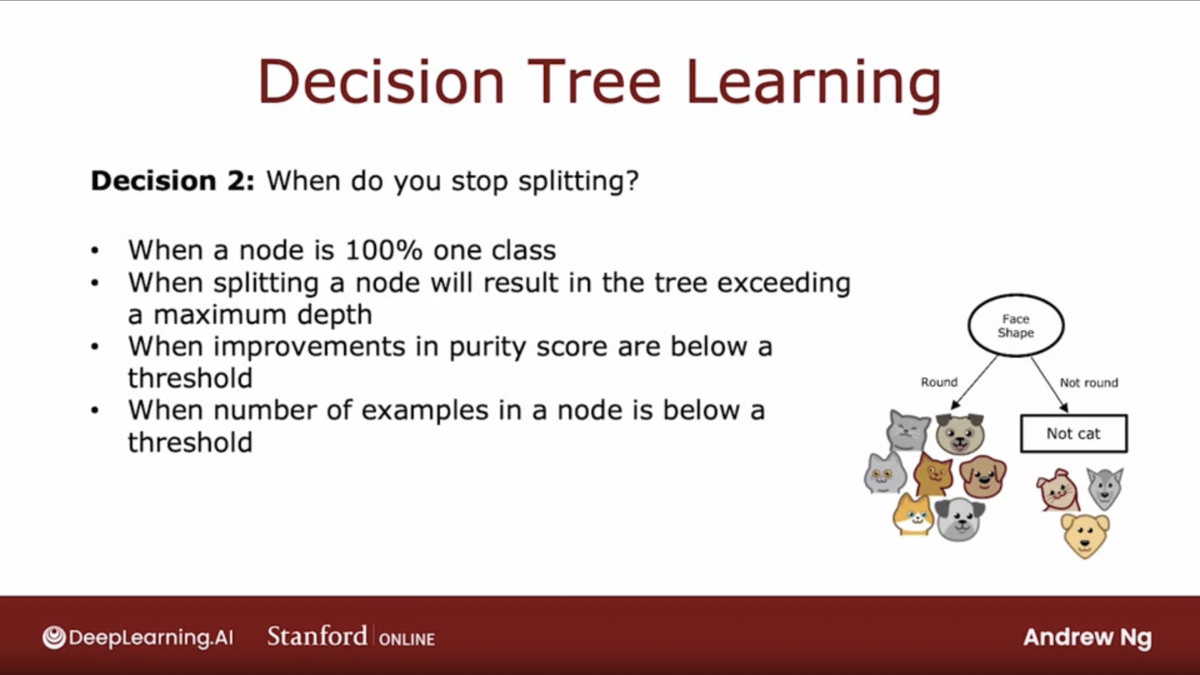 Decision Tree Learning
Decision 2: When do you stop splitting?
• When a node is 100% one class
• When splitting a node will result in the tree exceeding
a maximum depth
• When improvements in purity score are below a
threshold
• When number of examples in a node is below a
threshold
Face
Shape
Round
Not round
Not cat
DeepLearning.AI
Stanford ONLINE
Andrew Ng